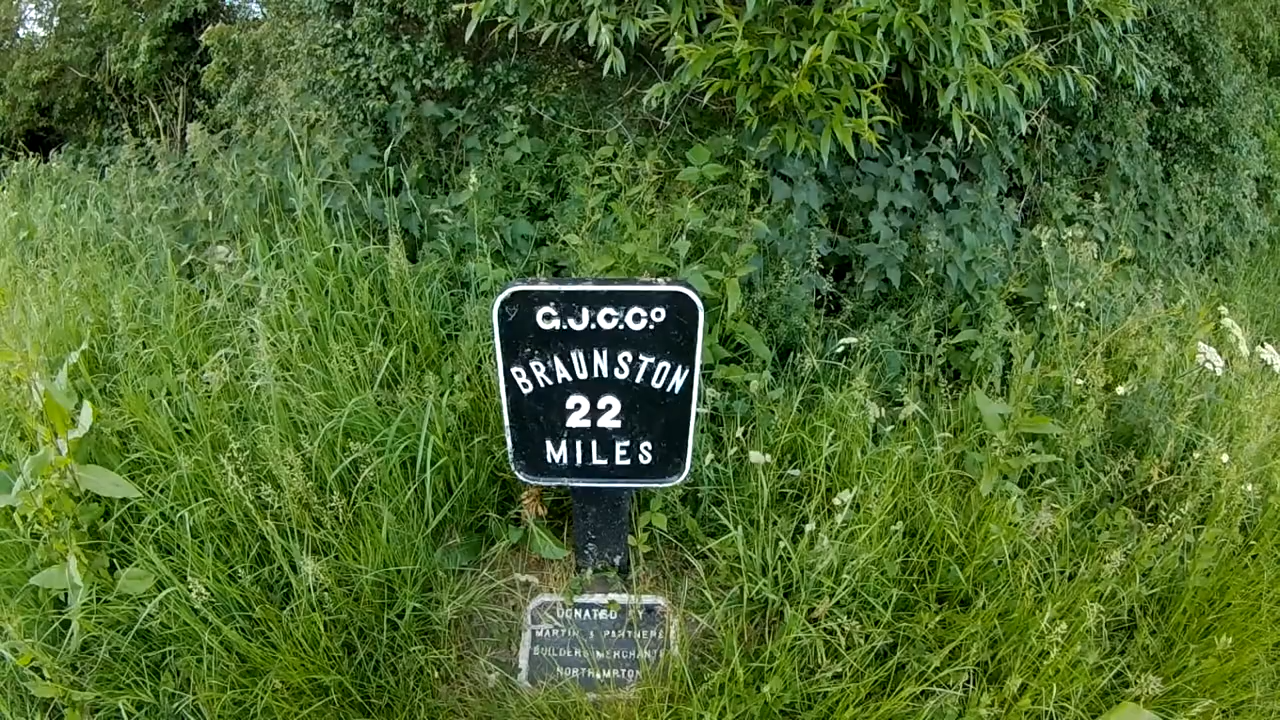 G.J.C.Cº
BRAUNSTON
22
MILES
DONATED BY
MARTIN & PARTNERS
BUILDERS MERCHANTS
NORTHAMPTON